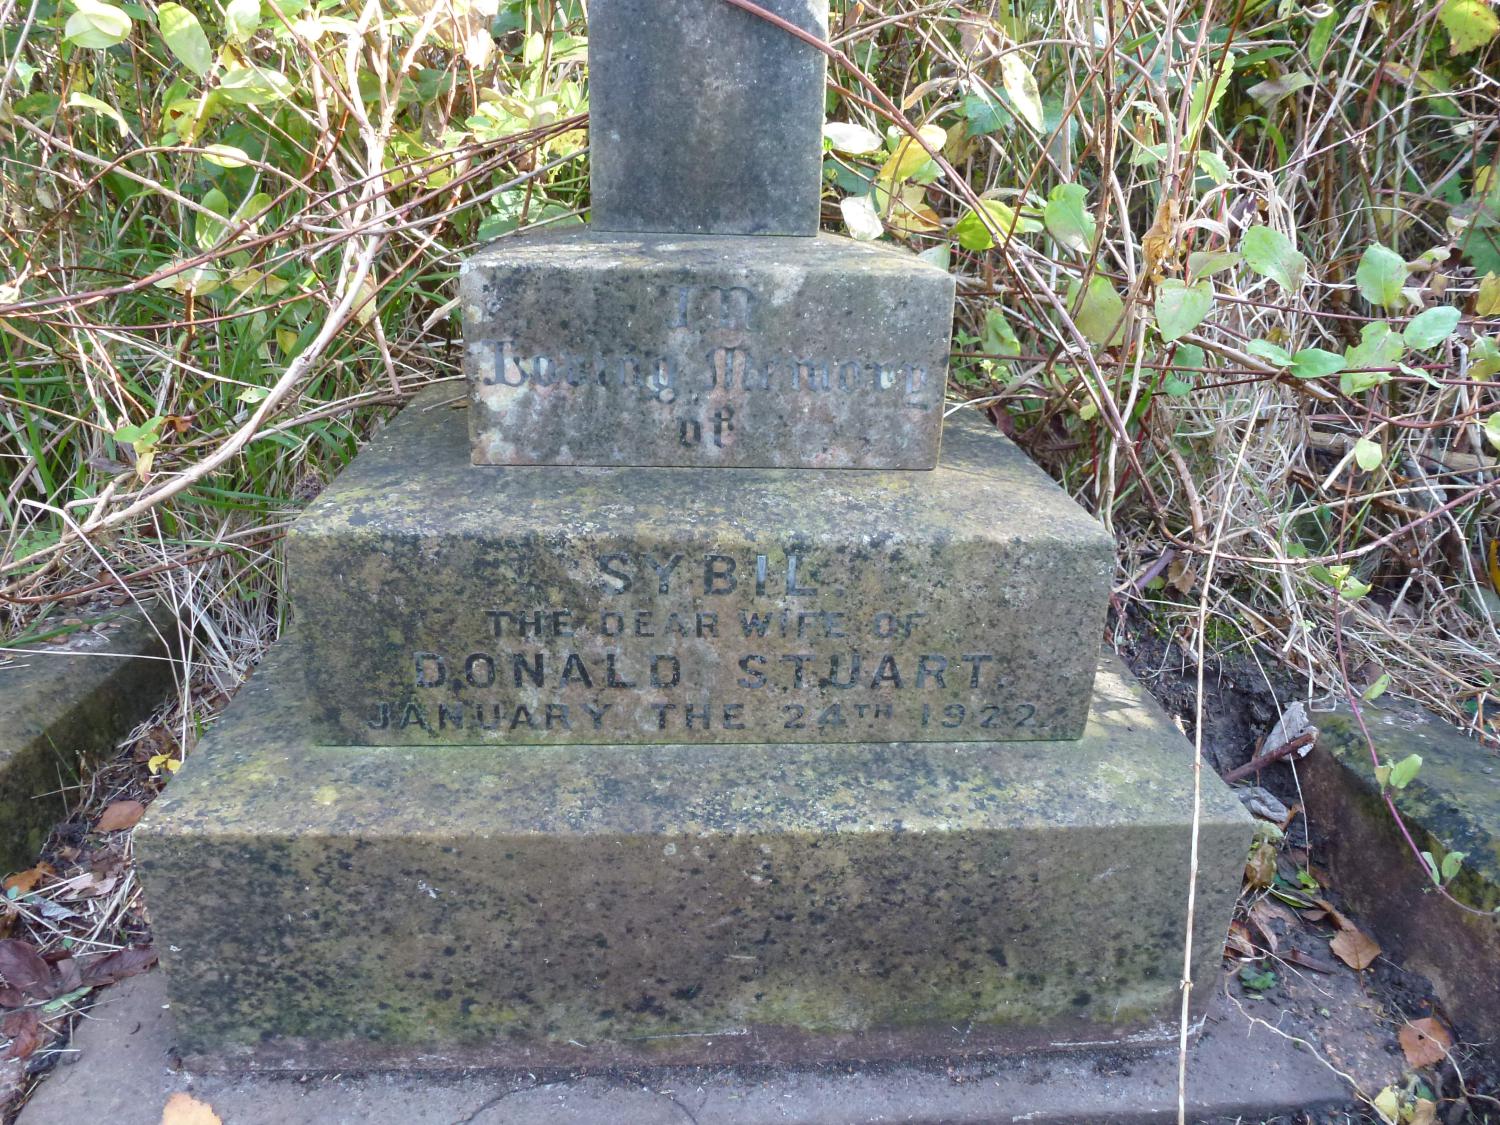 In
Loving Memory
of
SYBIL
THE DEAR WIFE OF
DONALD STUART.
JANUARY THE 24TH 1922.